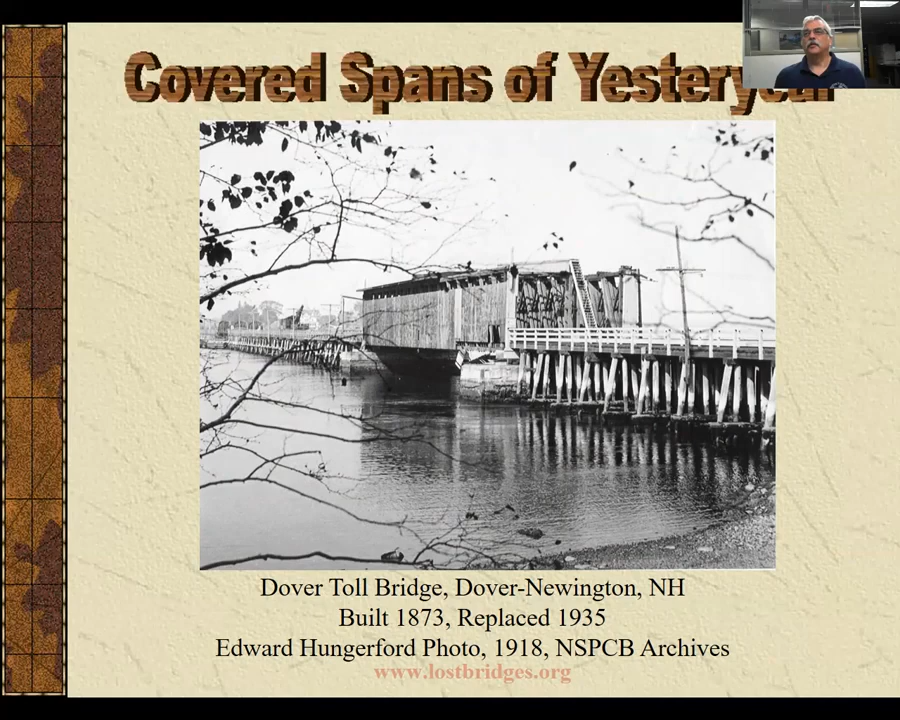 Covered Spans of Yesteryear
Dover Toll Bridge, Dover-Newington, NH
Built 1873, Replaced 1935
Edward Hungerford Photo, 1918, NSPCB Archives
www.lostbridges.org